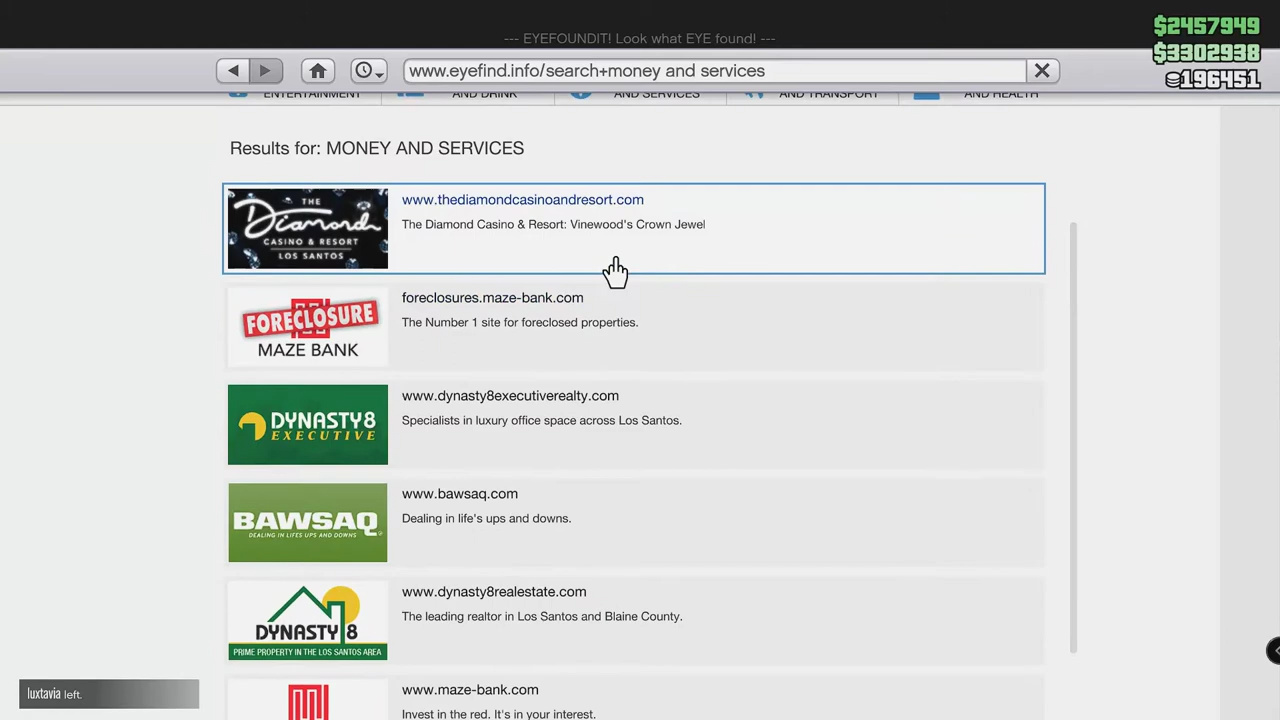 --- EYEFOUNDIT! Look what EYE found! ---
$2457949
$3302938
196451
www.eyefind.info/search+money and services
ENTERTAINMENT
AND DRINK
AND SERVICES
AND TRANSPORT
AND HEALTH
Results for: MONEY AND SERVICES
THE
Diamond
CASINO & RESORT
LOS SANTOS
www.thediamondcasinoandresort.com
The Diamond Casino & Resort: Vinewood's Crown Jewel
FORECLOSURE
MAZE BANK
foreclosures.maze-bank.com
The Number 1 site for foreclosed properties.
DYNASTY8
EXECUTIVE
www.dynasty8executiverealty.com
Specialists in luxury office space across Los Santos.
BAWSAQ
DEALING IN LIFES UPS AND DOWNS
www.bawsaq.com
Dealing in life's ups and downs.
DYNASTY 8
PRIME PROPERTY IN THE LOS SANTOS AREA
www.dynasty8realestate.com
The leading realtor in Los Santos and Blaine County.
www.maze-bank.com
Invest in the red. It's in your interest.
luxtavia left.